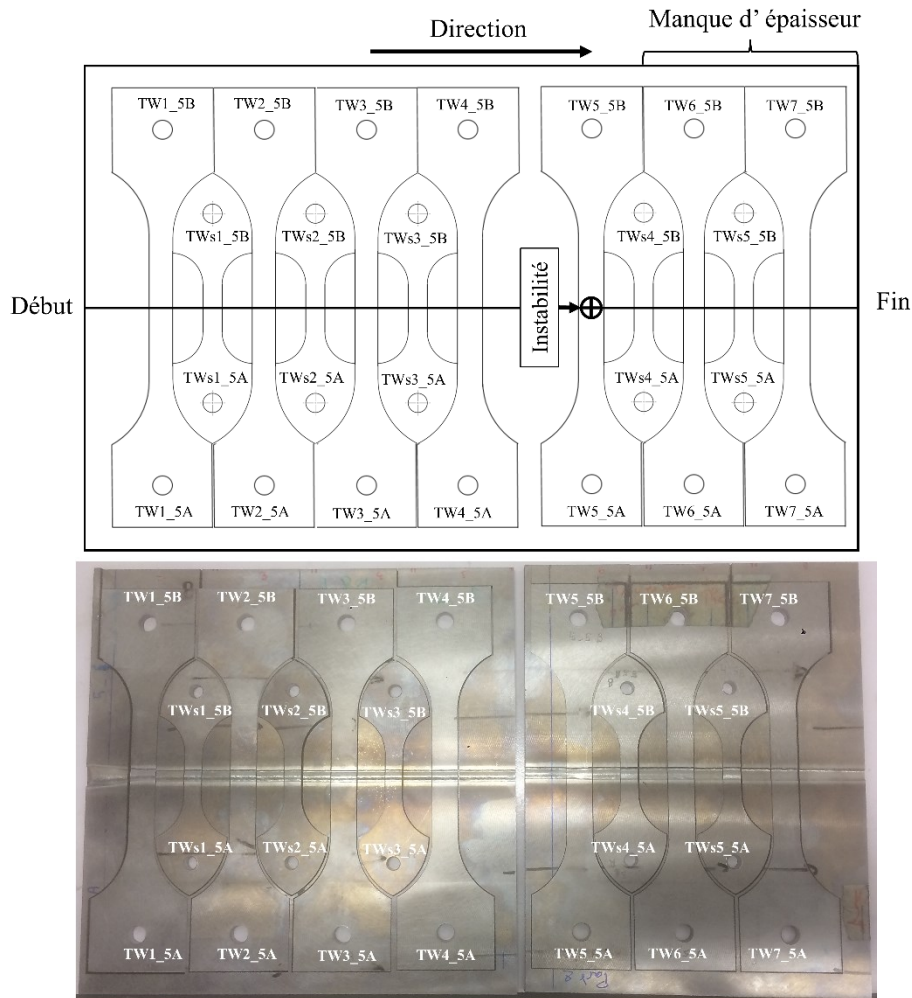 Direction
Manque d’ épaisseur
TW1_5B TW2_5B TW3_5B TW4_5B TW5_5B TW6_5B TW7_5B
TWs1_5B TWs2_5B TWs3_5B TWs4_5B TWs5_5B
Début
Instabilité
Fin
TWs1_5A TWs2_5A TWs3_5A TWs4_5A TWs5_5A
TW1_5A TW2_5A TW3_5A TW4_5A TW5_5A TW6_5A TW7_5A
TW1_5B TW2_5B TW3_5B TW4_5B TW5_5B TW6_5B TW7_5B
TWs1_5B TWs2_5B TWs3_5B TWs4_5B TWs5_5B
TWs1_5A TWs2_5A TWs3_5A TWs4_5A TWs5_5A
TW1_5A TW2_5A TW3_5A TW4_5A TW5_5A TW6_5A TW7_5A